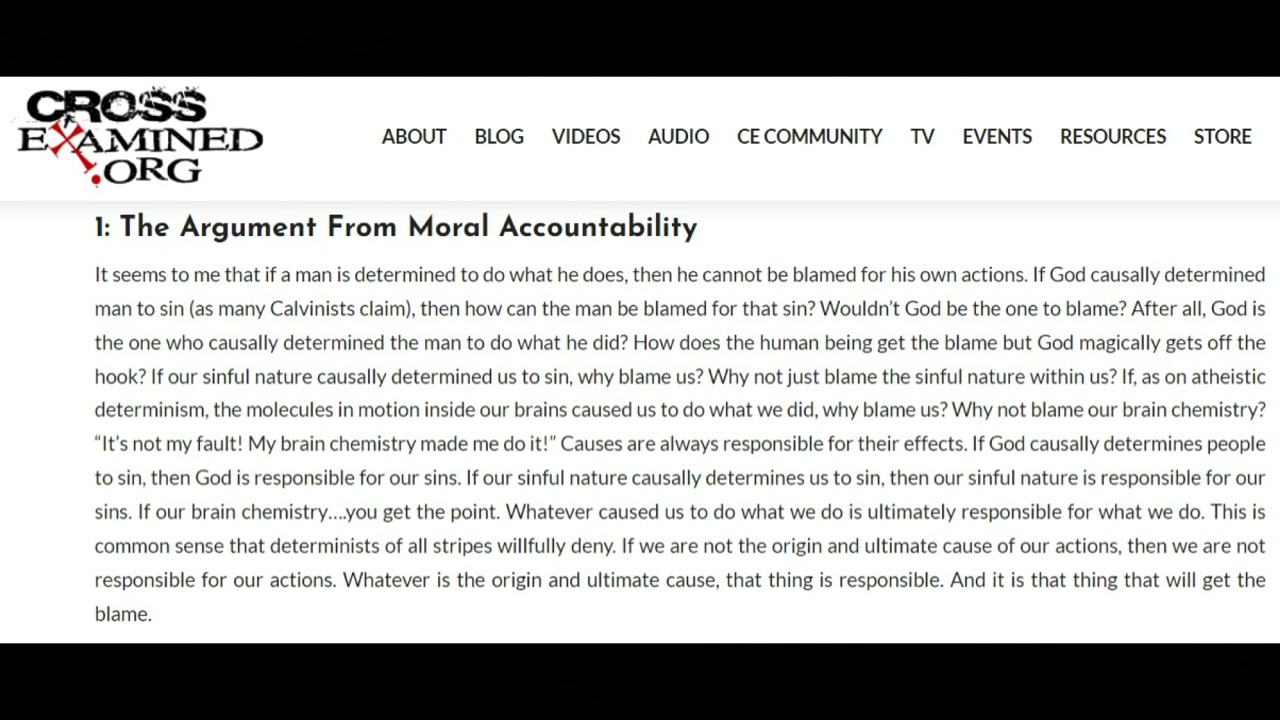 CROSS
EXAMINED
.ORG
ABOUT BLOG VIDEOS AUDIO CE COMMUNITY TV EVENTS RESOURCES STORE
1: The Argument From Moral Accountability
It seems to me that if a man is determined to do what he does, then he cannot be blamed for his own actions. If God causally determined
man to sin (as many Calvinists claim), then how can the man be blamed for that sin? Wouldn't God be the one to blame? After all, God is
the one who causally determined the man to do what he did? How does the human being get the blame but God magically gets off the
hook? If our sinful nature causally determined us to sin, why blame us? Why not just blame the sinful nature within us? If, as on atheistic
determinism, the molecules in motion inside our brains caused us to do what we did, why blame us? Why not blame our brain chemistry?
“It's not my fault! My brain chemistry made me do it!” Causes are always responsible for their effects. If God causally determines people
to sin, then God is responsible for our sins. If our sinful nature causally determines us to sin, then our sinful nature is responsible for our
sins. If our brain chemistry….you get the point. Whatever caused us to do what we do is ultimately responsible for what we do. This is
common sense that determinists of all stripes willfully deny. If we are not the origin and ultimate cause of our actions, then we are not
responsible for our actions. Whatever is the origin and ultimate cause, that thing is responsible. And it is that thing that will get the
blame.